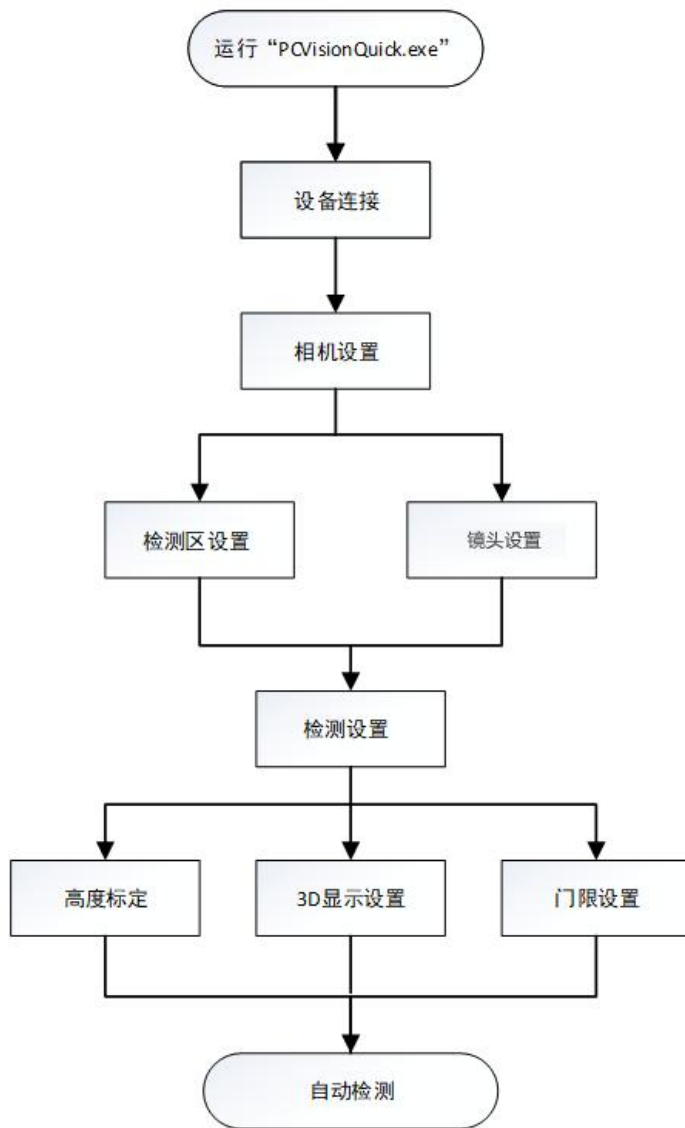 运行“PCVisionQuick.exe”
设备连接
相机设置
检测区设置
镜头设置
检测设置
高度标定
3D显示设置
门限设置
自动检测